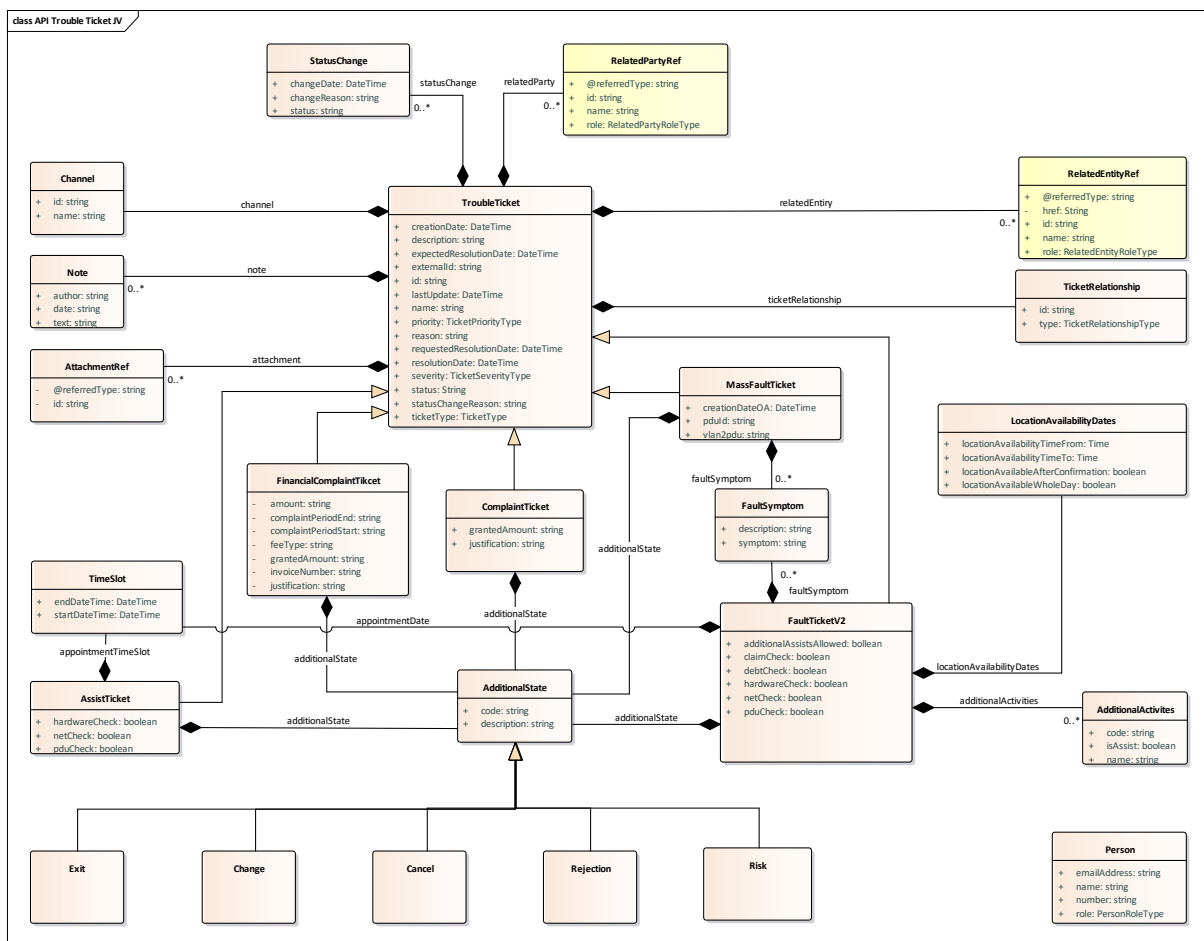 class API Trouble Ticket JV
StatusChange
+ changeDate: DateTime
+ changeReason: string
+ status: string
statusChange
0..*
RelatedPartyRef
+ @referredType: string
+ id: string
+ name: string
+ role: RelatedPartyRoleType
relatedParty
0..*
Channel
+ id: string
+ name: string
channel
RelatedEntityRef
+ @referredType: string
- href: String
+ id: string
+ name: string
+ role: RelatedEntityRoleType
relatedEntity
0..*
TroubleTicket
+ creationDate: DateTime
+ description: string
+ expectedResolutionDate: DateTime
+ externalId: string
+ id: string
+ lastUpdate: DateTime
+ name: string
+ priority: TicketPriorityType
+ reason: string
+ requestedResolutionDate: DateTime
+ resolutionDate: DateTime
+ severity: TicketSeverityType
+ status: String
+ statusChangeReason: string
+ ticketType: TicketType
Note
+ author: string
+ date: string
+ text: string
note
0..*
TicketRelationship
+ id: string
+ type: TicketRelationshipType
ticketRelationship
AttachmentRef
- @referredType: string
- id: string
attachment
0..*
MassFaultTicket
+ creationDateOA: DateTime
+ pduId: string
+ vlan2pdu: string
LocationAvailabilityDates
+ locationAvailabilityTimeFrom: Time
+ locationAvailabilityTimeTo: Time
+ locationAvailableAfterConfirmation: boolean
+ locationAvailableWholeDay: boolean
FinancialComplaintTikcet
- amount: string
- complaintPeriodEnd: string
- complaintPeriodStart: string
- feeType: string
- grantedAmount: string
- invoiceNumber: string
- justification: string
ComplaintTicket
+ grantedAmount: string
+ justification: string
faultSymptom
0..*
FaultSymptom
+ description: string
+ symptom: string
additionalState
0..*
faultSymptom
TimeSlot
+ endDateTime: DateTime
+ startDateTime: DateTime
appointmentDate
additionalState
additionalState
appointmentTimeSlot
FaultTicketV2
+ additionalAssistsAllowed: bollean
+ claimCheck: boolean
+ debtCheck: boolean
+ hardwareCheck: boolean
+ netCheck: boolean
+ pduCheck: boolean
locationAvailabilityDates
AssistTicket
+ hardwareCheck: boolean
+ netCheck: boolean
+ pduCheck: boolean
additionalState
AdditionalState
+ code: string
+ description: string
additionalState
additionalActivities
0..*
AdditionalActivites
+ code: string
+ isAssist: boolean
+ name: string
Exit
Change
Cancel
Rejection
Risk
Person
+ emailAddress: string
+ name: string
+ number: string
+ role: PersonRoleType